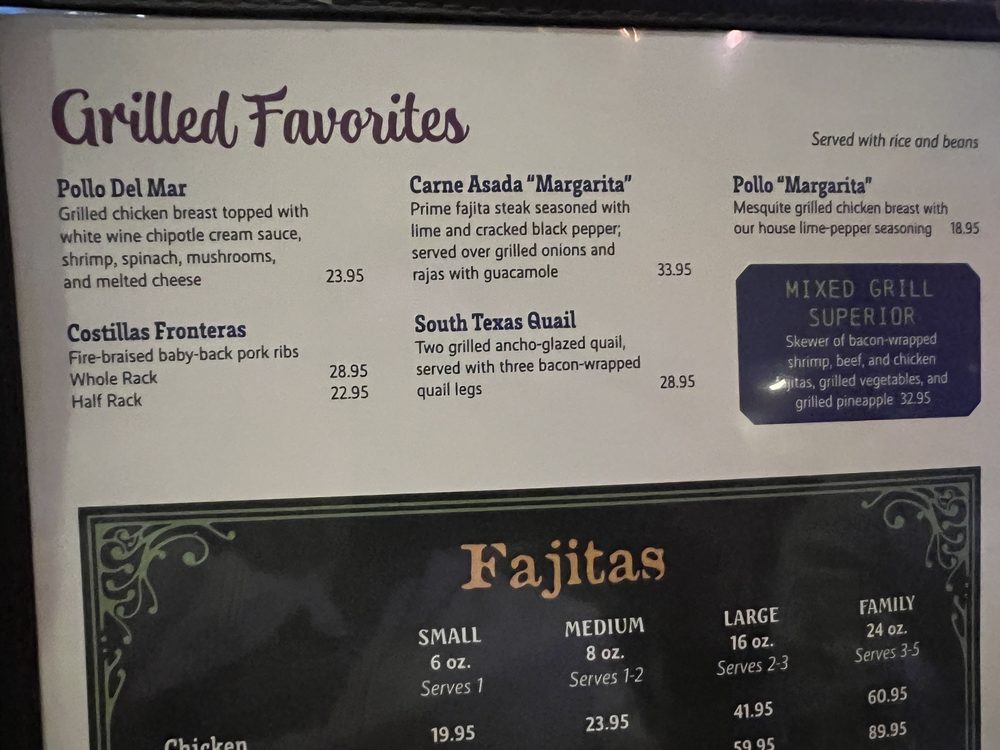 Grilled Favorites
Served with rice and beans
Pollo Del Mar
Grilled chicken breast topped with
white wine chipotle cream sauce,
shrimp, spinach, mushrooms,
and melted cheese 23.95
Costillas Fronteras
Fire-braised baby-back pork ribs
Whole Rack 28.95
Half Rack 22.95
Carne Asada "Margarita"
Prime fajita steak seasoned with
lime and cracked black pepper;
served over grilled onions and
rajas with guacamole 33.95
South Texas Quail
Two grilled ancho-glazed quail,
served with three bacon-wrapped
quail legs 28.95
Pollo "Margarita"
Mesquite grilled chicken breast with
our house lime-pepper seasoning 18.95
MIXED GRILL
SUPERIOR
Skewer of bacon-wrapped
shrimp, beef, and chicken
fajitas, grilled vegetables, and
grilled pineapple 32.95
Fajitas
SMALL MEDIUM LARGE FAMILY
6 oz. 8 oz. 16 oz. 24 oz.
Serves 1 Serves 1-2 Serves 2-3 Serves 3-5
Chicken 19.95 23.95 41.95 60.95
59.95 89.95